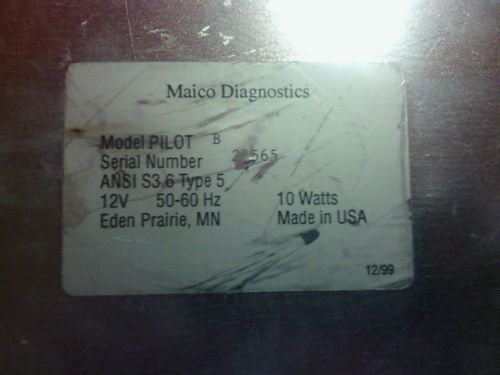 Maico Diagnostics
Model PILOT B
Serial Number
ANSI S3.6 Type 5
12V 50-60 Hz 10 Watts
Eden Prairie, MN Made in USA
12/99